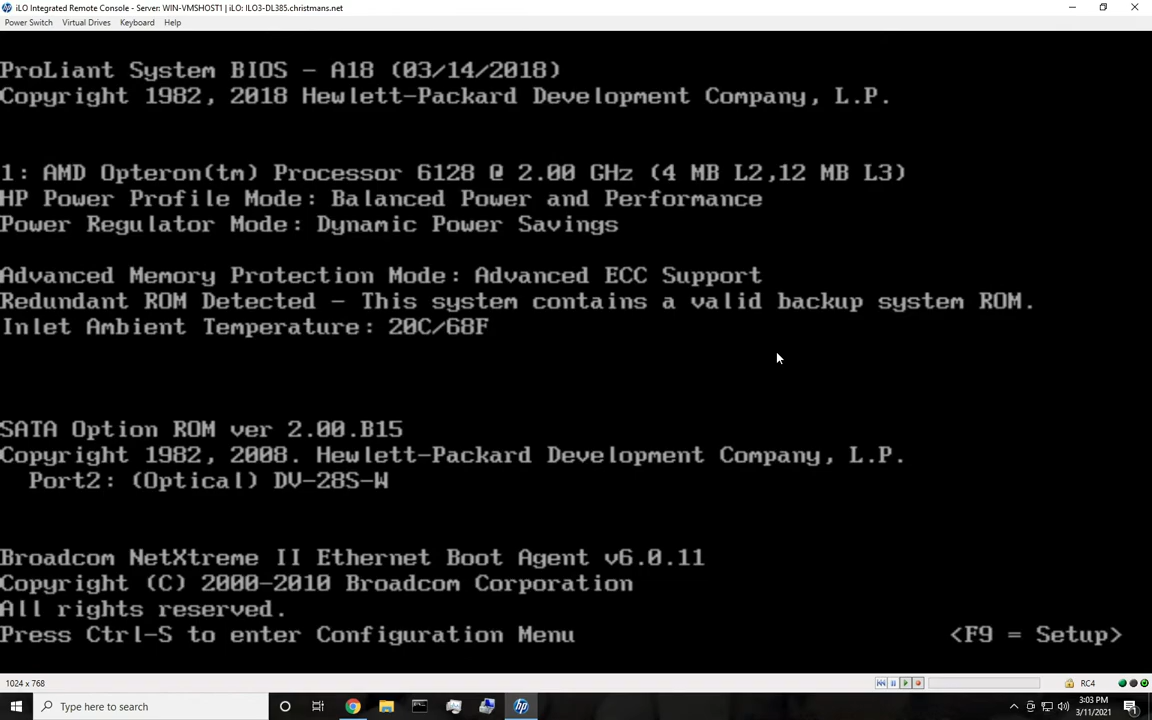 iLO Integrated Remote Console - Server: WIN-VMSHOST1 | iLO: ILO3-DL385.christmans.net
Power Switch Virtual Drives Keyboard Help
ProLiant System BIOS - A18 (03/14/2018)
Copyright 1982, 2018 Hewlett-Packard Development Company, L.P.
1: AMD Opteron(tm) Processor 6128 @ 2.00 GHz (4 MB L2,12 MB L3)
HP Power Profile Mode: Balanced Power and Performance
Power Regulator Mode: Dynamic Power Savings
Advanced Memory Protection Mode: Advanced ECC Support
Redundant ROM Detected - This system contains a valid backup system ROM.
Inlet Ambient Temperature: 20C/68F
SATA Option ROM ver 2.00.B15
Copyright 1982, 2008. Hewlett-Packard Development Company, L.P.
Port2: (Optical) DV-28S-W
Broadcom NetXtreme II Ethernet Boot Agent v6.0.11
Copyright (C) 2000-2010 Broadcom Corporation
All rights reserved.
Press Ctrl-S to enter Configuration Menu <F9 = Setup>
1024 x 768 RC4
Type here to search hp 3:03 PM
3/11/2021 1